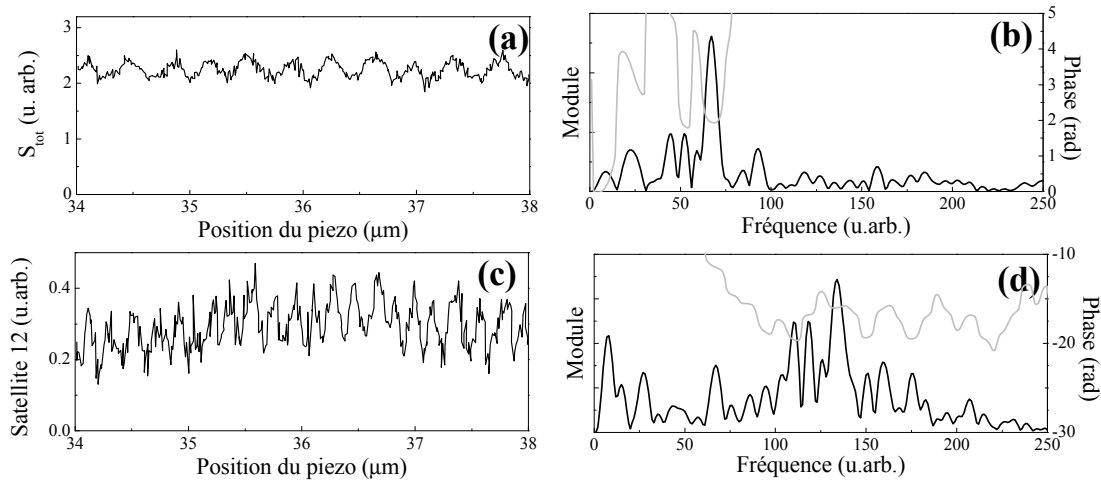 (a)
S_tot (u. arb.)
3
2
1
0
34 35 36 37 38
Position du piezo (µm)
(b)
Module
5
4
3
2
1
0
Phase (rad)
0 50 100 150 200 250
Fréquence (u.arb.)
(c)
Satellite 12 (u.arb.)
0.4
0.2
0.0
34 35 36 37 38
Position du piezo (µm)
(d)
Module
-10
-20
-30
Phase (rad)
0 50 100 150 200 250
Fréquence (u.arb.)